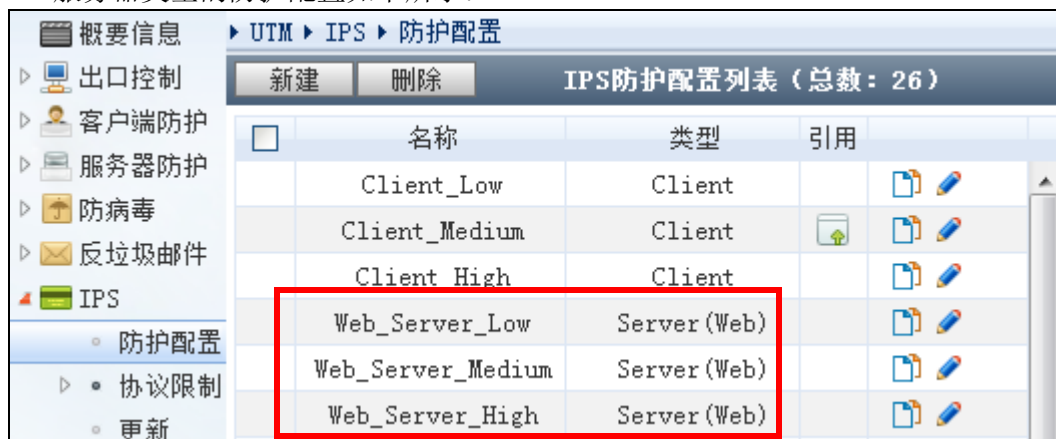 概要信息
出口控制
客户端防护
服务器防护
防病毒
反垃圾邮件
IPS
防护配置
协议限制
更新
UTM IPS 防护配置
新建 删除 IPS防护配置列表（总数: 26）
名称 类型 引用
Client_Low Client
Client_Medium Client
Client_High Client
Web_Server_Low Server(Web)
Web_Server_Medium Server(Web)
Web_Server_High Server(Web)